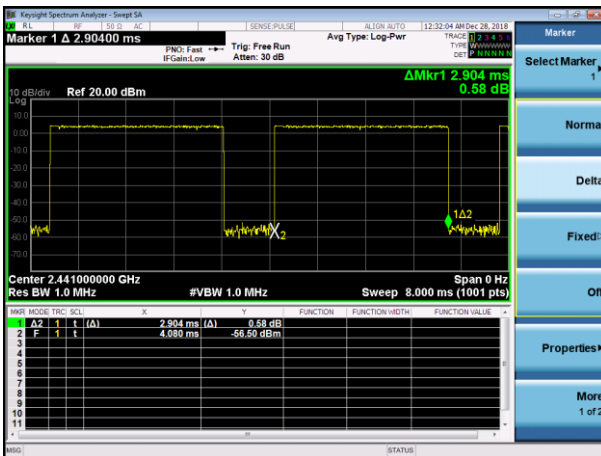 Keysight Spectrum Analyzer - Swept SA
RL RF 50 Ω AC SENSE:PULSE ALIGN AUTO 12:32:04 AM Dec 28, 2018
Marker 1 Δ 2.90400 ms
PNO: Fast Trig: Free Run
IFGain:Low Atten: 30 dB
Avg Type: Log-Pwr
TRACE 1 2 3 4 5 6
TYPE WWWWWW
DET P NNNNN
ΔMkr1 2.904 ms
0.58 dB
10 dB/div Ref 20.00 dBm
Log
10.0
0.00
-10.0
-20.0
-30.0
-40.0
-50.0
-60.0
-70.0
1Δ2
2
Center 2.441000000 GHz Span 0 Hz
Res BW 1.0 MHz #VBW 1.0 MHz Sweep 8.000 ms (1001 pts)
MKR MODE TRC SCL X Y FUNCTION FUNCTION WIDTH FUNCTION VALUE
1 Δ2 1 t (Δ) 2.904 ms (Δ) 0.58 dB
2 F 1 t 4.080 ms -56.50 dBm
3
4
5
6
7
8
9
10
11
MSG STATUS
Marker
Select Marker
1
Norma
Delta
Fixed
Of
Properties
More
1 of 2